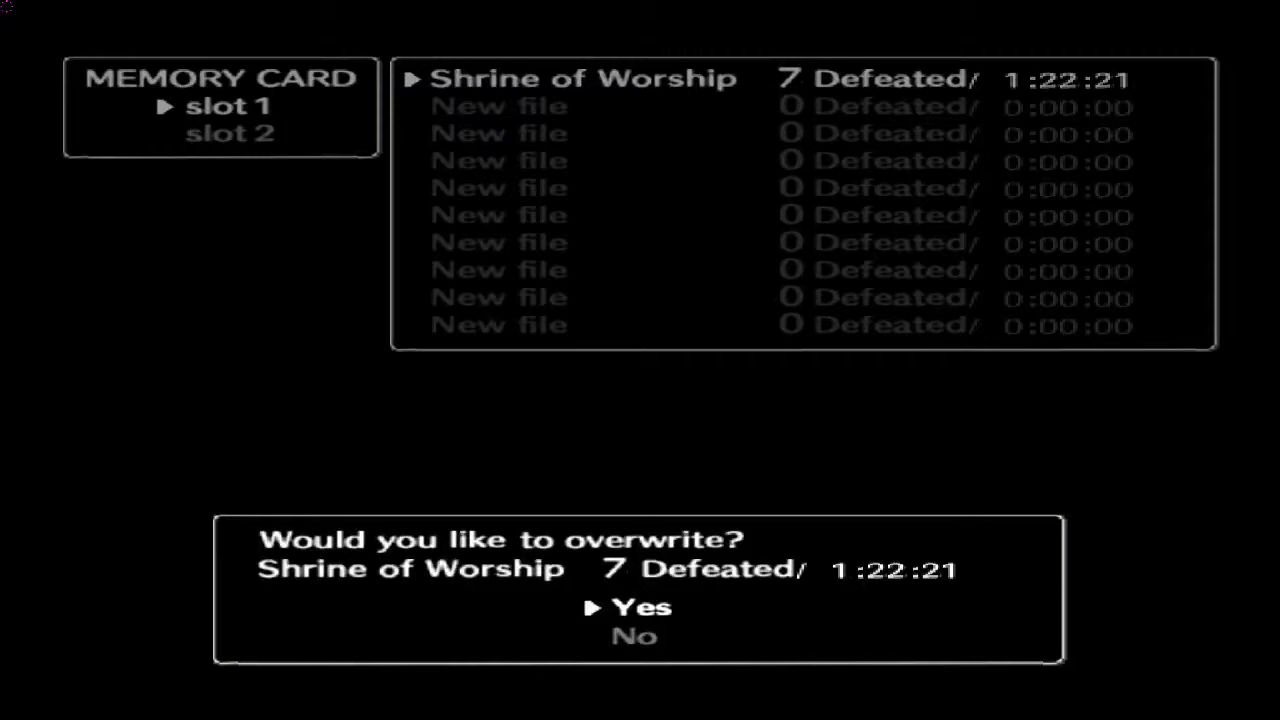 MEMORY CARD
slot 1
slot 2
Shrine of Worship 7 Defeated/ 1:22:21
New file 0 Defeated/ 0:00:00
New file 0 Defeated/ 0:00:00
New file 0 Defeated/ 0:00:00
New file 0 Defeated/ 0:00:00
New file 0 Defeated/ 0:00:00
New file 0 Defeated/ 0:00:00
New file 0 Defeated/ 0:00:00
New file 0 Defeated/ 0:00:00
New file 0 Defeated/ 0:00:00
Would you like to overwrite?
Shrine of Worship 7 Defeated/ 1:22:21
Yes
No